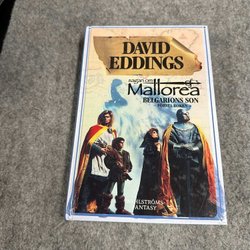 DAVID
EDDINGS
sagan om
Mallorea
BELGARIONS SON
FÖRSTA BOKEN
FANTASY